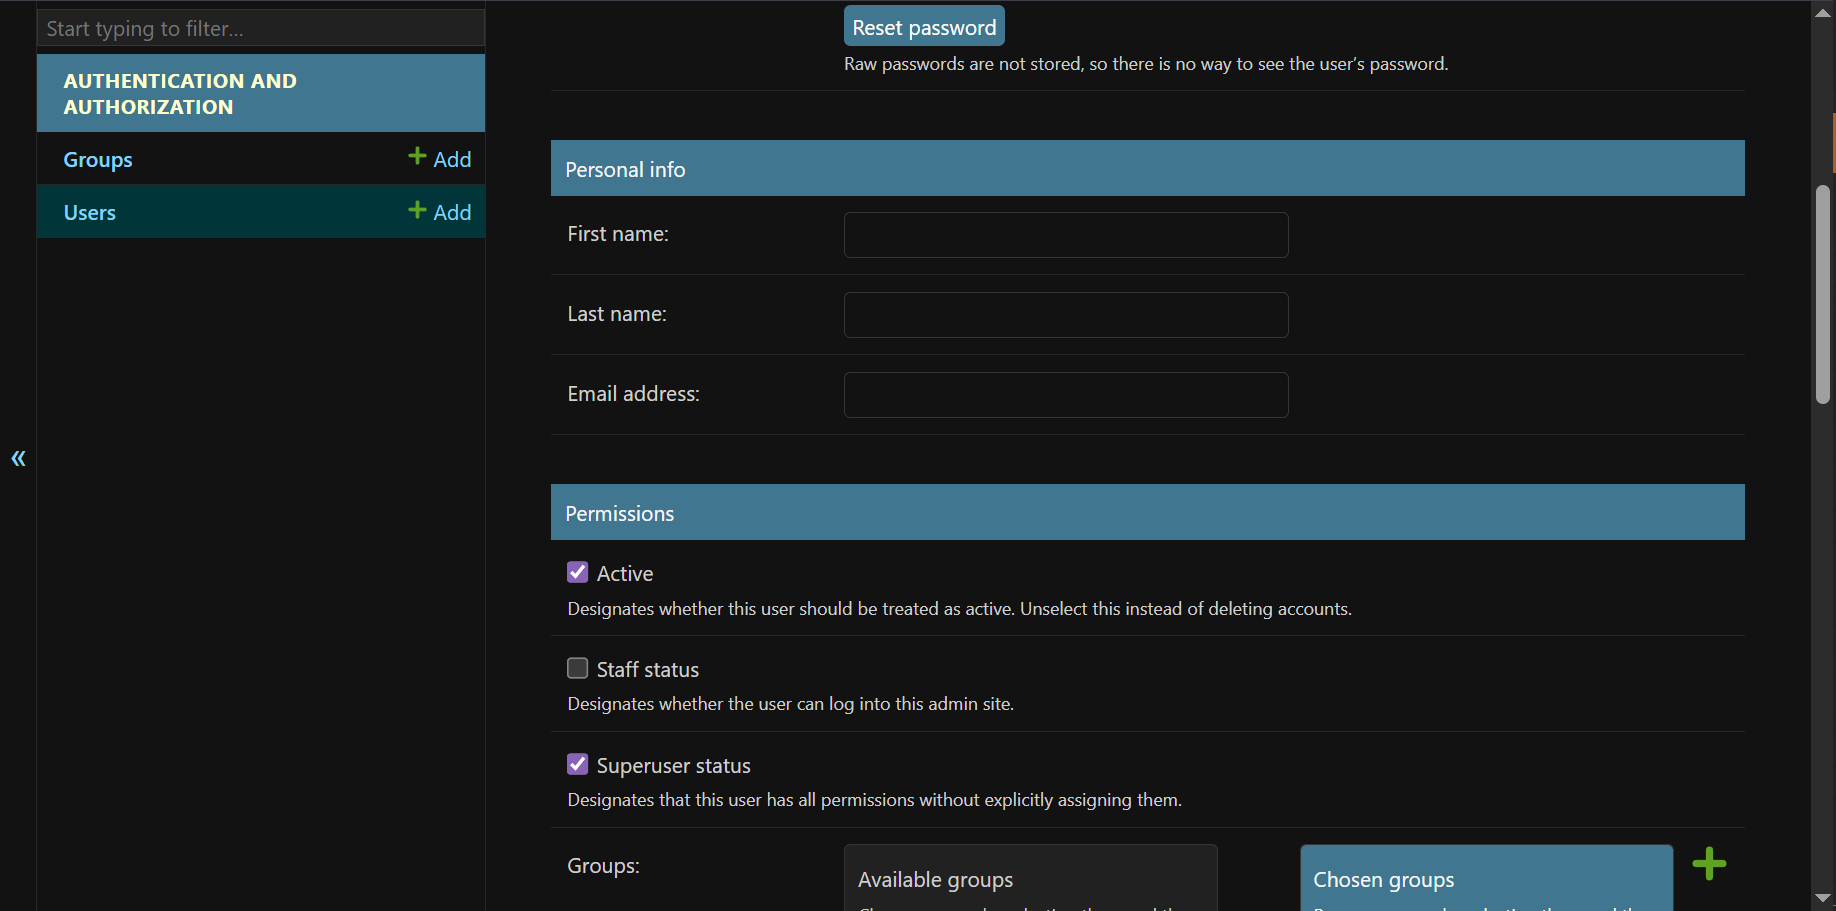 Start typing to filter...
AUTHENTICATION AND
AUTHORIZATION
Groups
Add
Users
Add
«
Reset password
Raw passwords are not stored, so there is no way to see the user’s password.
Personal info
First name:
Last name:
Email address:
Permissions
Active
Designates whether this user should be treated as active. Unselect this instead of deleting accounts.
Staff status
Designates whether the user can log into this admin site.
Superuser status
Designates that this user has all permissions without explicitly assigning them.
Groups:
Available groups
Chosen groups